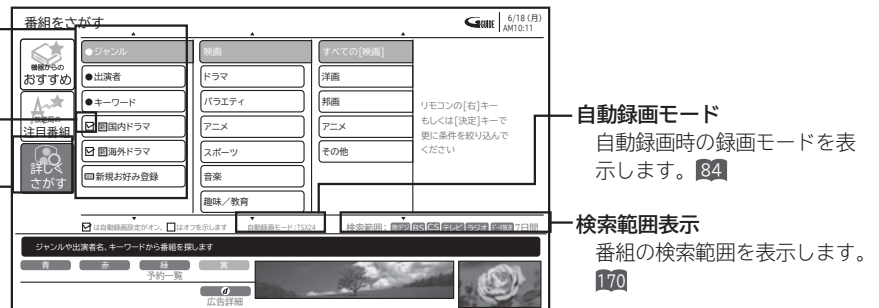 番組をさがす
GGUIDE
6/18(月)
AM10:11
機器からの
おすすめ
放送局の
注目番組
詳しく
さがす
●ジャンル
●出演者
●キーワード
国内ドラマ
海外ドラマ
新規お好み登録
映画
ドラマ
バラエティ
アニメ
スポーツ
音楽
趣味／教育
すべての[映画]
洋画
邦画
アニメ
その他
リモコンの[右]キー
もしくは[決定]キーで
更に条件を絞り込んで
ください
は自動録画設定がオン、 はオフを示します
自動録画モード:TSX24
検索範囲: 地デジ BS CS テレビ ラジオ 7日間
ジャンルや出演者名、キーワードから番組を探します
青 赤 緑 黄
予約一覧
d
広告詳細
自動録画モード
自動録画時の録画モードを表
示します。84
検索範囲表示
番組の検索範囲を表示します。
170